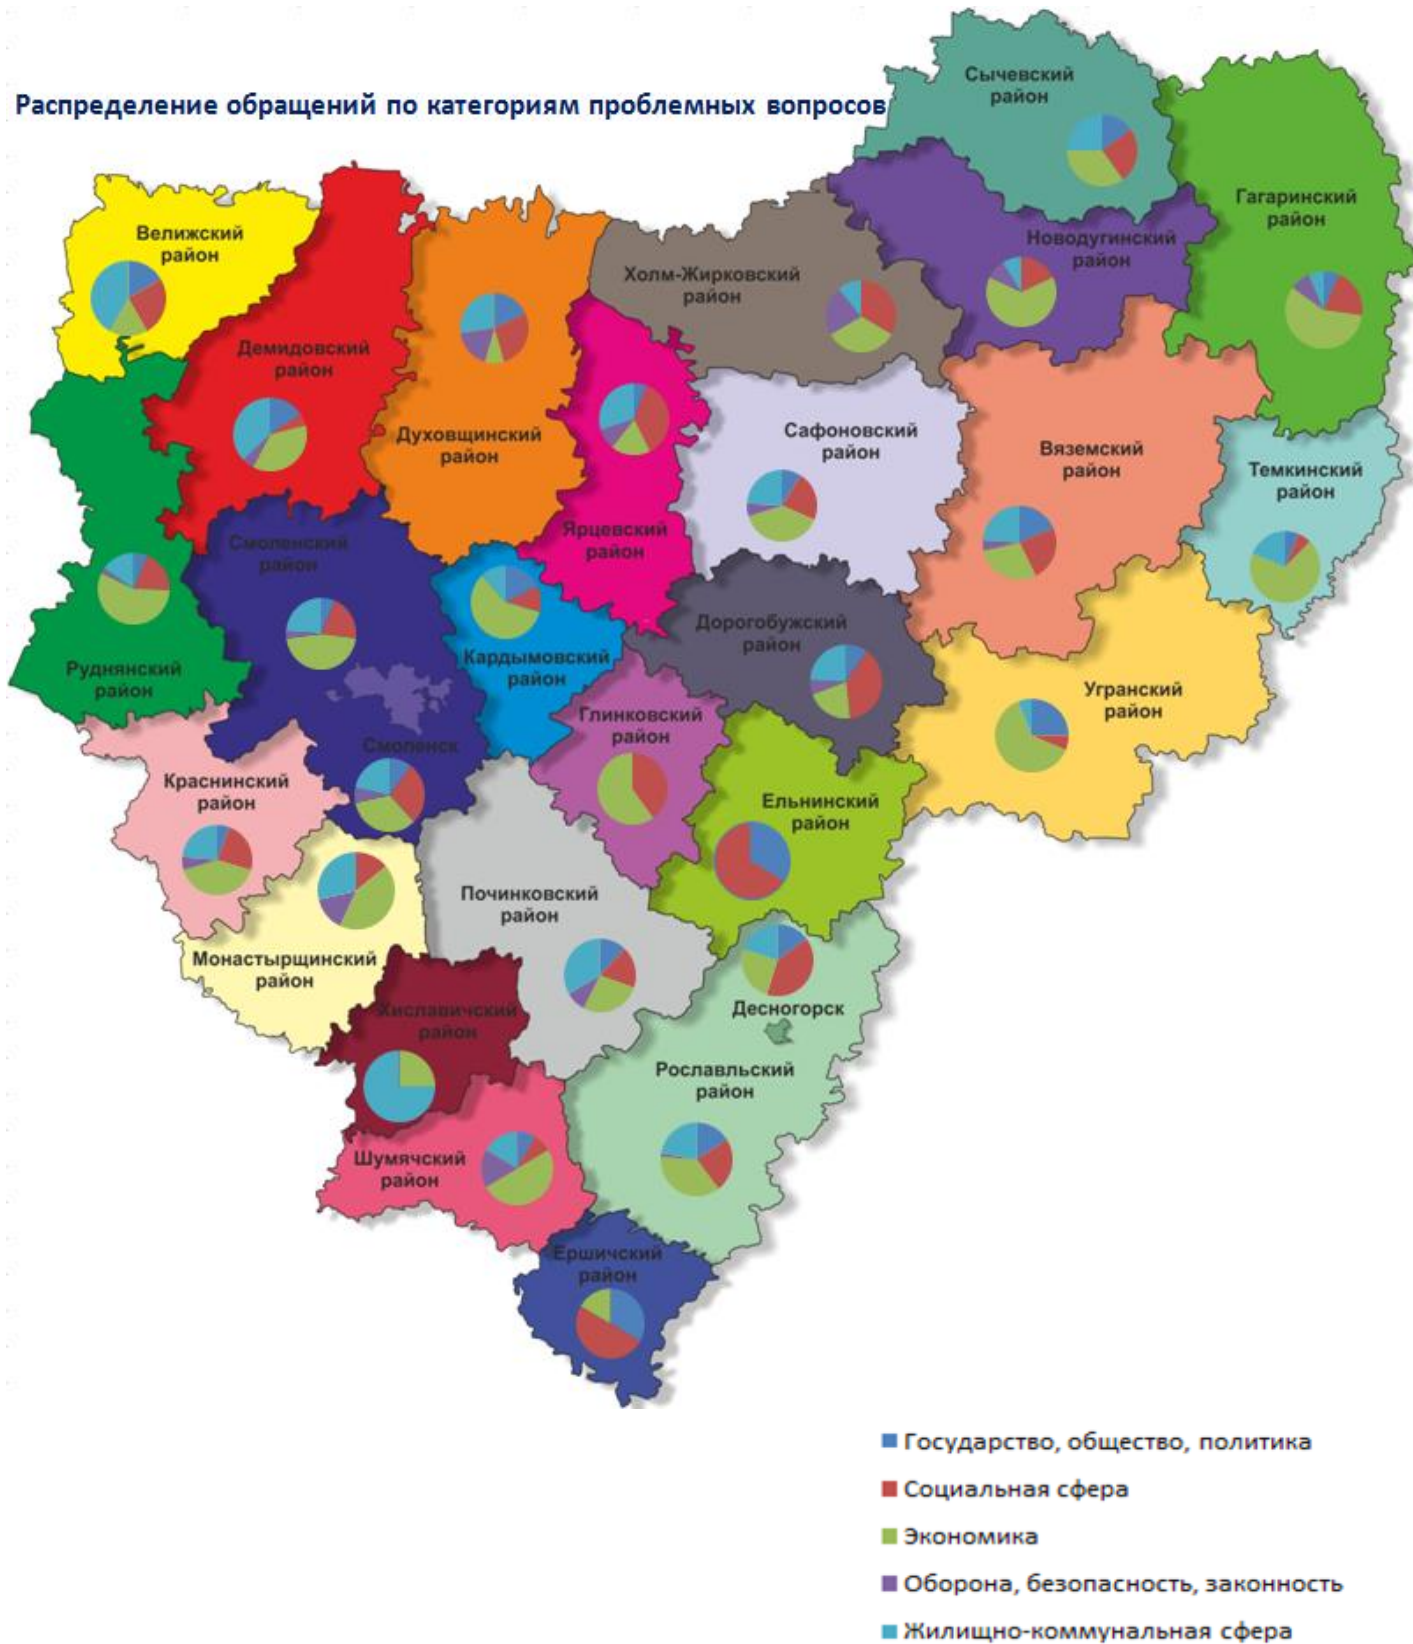 Распределение обращений по категориям проблемных вопросов
Сычевский
район
Гагаринский
район
Велижский
район
Новодугинский
район
Холм-Жирковский
район
Демидовский
район
Духовщинский
район
Сафоновский
район
Вяземский
район
Темкинский
район
Ярцевский
район
Смоленский
район
Дорогобужский
район
Руднянский
район
Кардымовский
район
Угранский
район
Глинковский
район
Смоленск
Краснинский
район
Ельнинский
район
Починковский
район
Монастырщинский
район
Десногорск
Хиславичский
район
Рославльский
район
Шумячский
район
Ершичский
район
Государство, общество, политика
Социальная сфера
Экономика
Оборона, безопасность, законность
Жилищно-коммунальная сфера